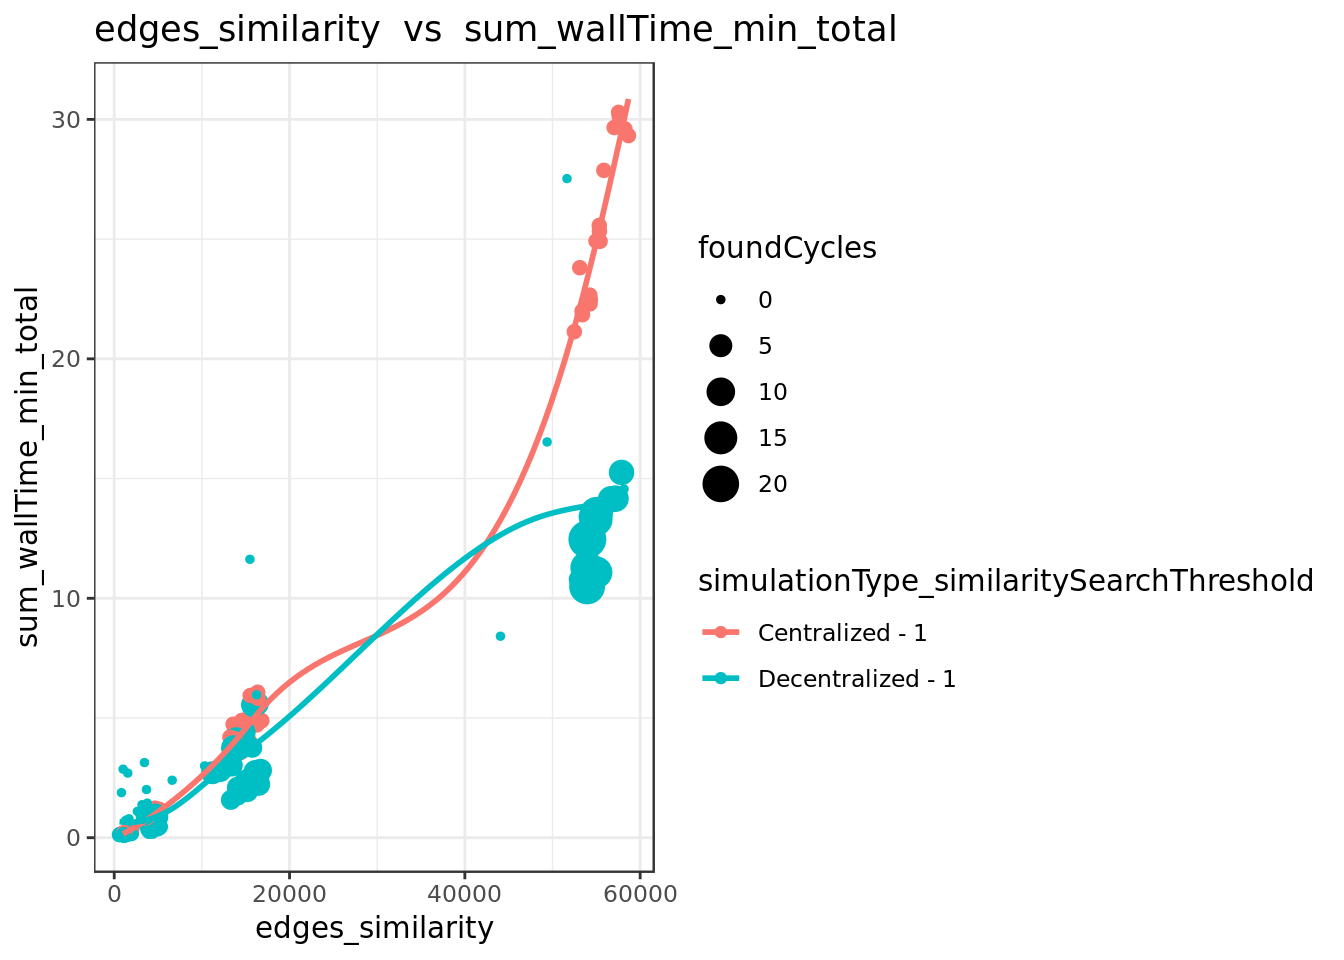 edges_similarity  vs  sum_wallTime_min_total
sum_wallTime_min_total
30
20
10
0
0
20000
40000
60000
edges_similarity
foundCycles
0
5
10
15
20
simulationType_similaritySearchThreshold
Centralized - 1
Decentralized - 1